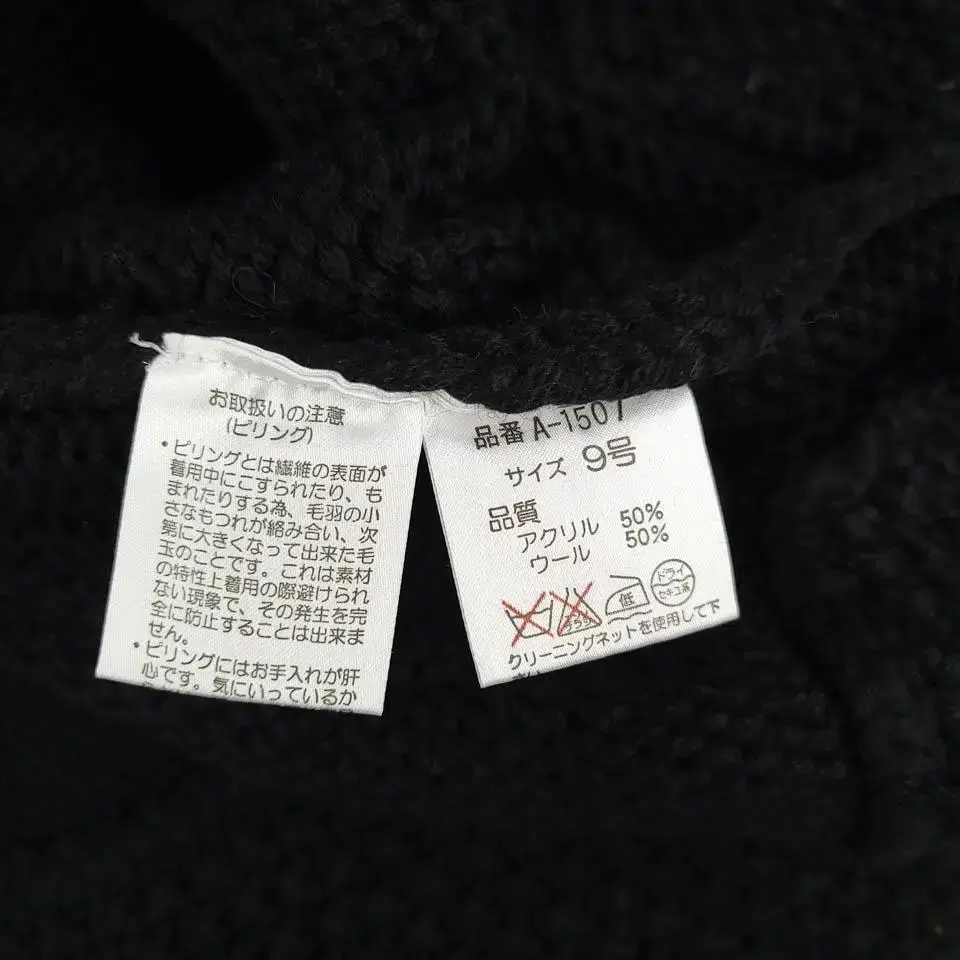 お取扱いの注意
(ピリング)
・ピリングとは繊維の表面が
着用中にこすられたり、も
まれたりする為、毛羽の小
さなもつれが絡み合い、次
第に大きくなって出来た毛
玉のことです。これは素材
の特性上着用の際避けられ
ない現象で、その発生を完
全に防止することは出来ま
せん。
・ピリングにはお手入れが肝
心です。気にいっているか
品番 A-1507
サイズ 9号
品質
アクリル 50%
ウール 50%
エンソサラシ
低
ドライ
セキユ系
クリーニングネットを使用して下